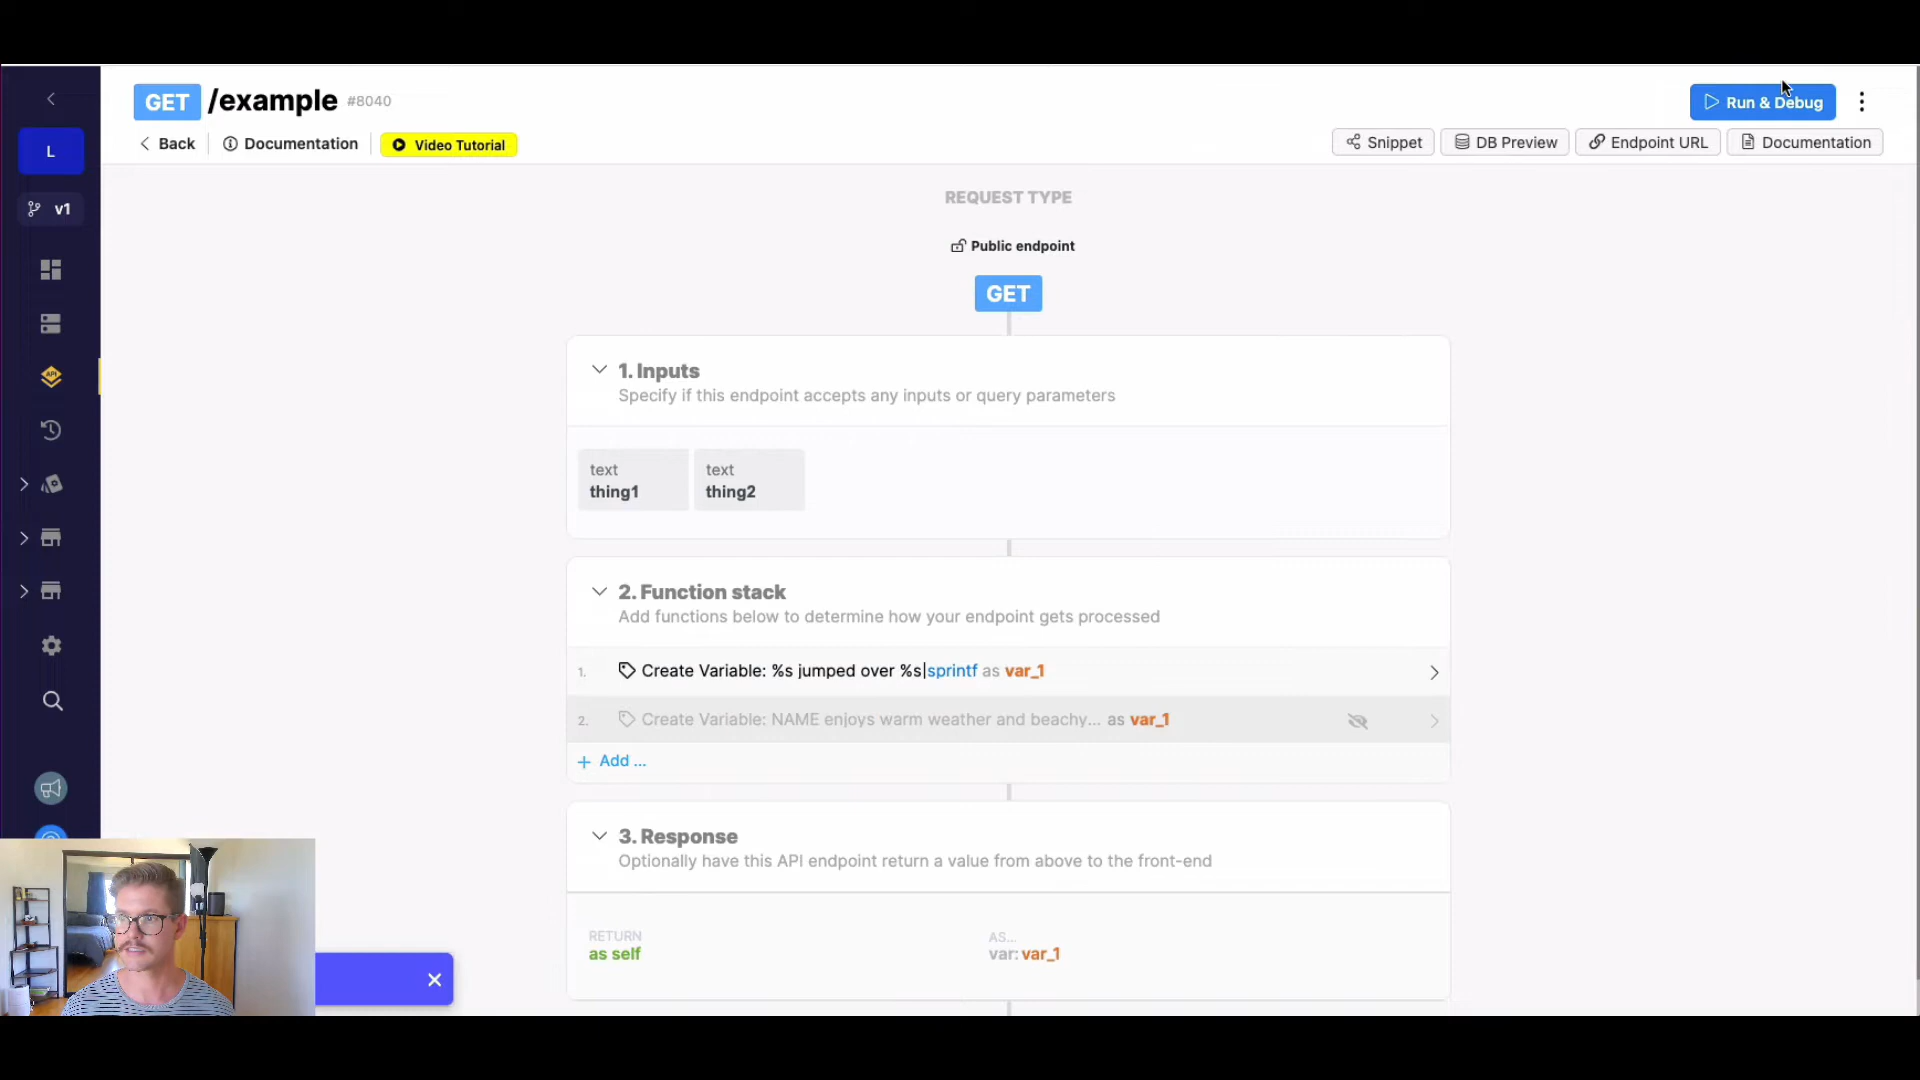 GET /example #8040
Run & Debug
Back
Documentation
Video Tutorial
Snippet
DB Preview
Endpoint URL
Documentation
L
v1
API
REQUEST TYPE
Public endpoint
GET
1. Inputs
Specify if this endpoint accepts any inputs or query parameters
text
thing1
text
thing2
2. Function stack
Add functions below to determine how your endpoint gets processed
1. Create Variable: %s jumped over %s|sprintf as var_1
2. Create Variable: NAME enjoys warm weather and beachy... as var_1
+ Add ...
3. Response
Optionally have this API endpoint return a value from above to the front-end
RETURN
as self
AS...
var: var_1